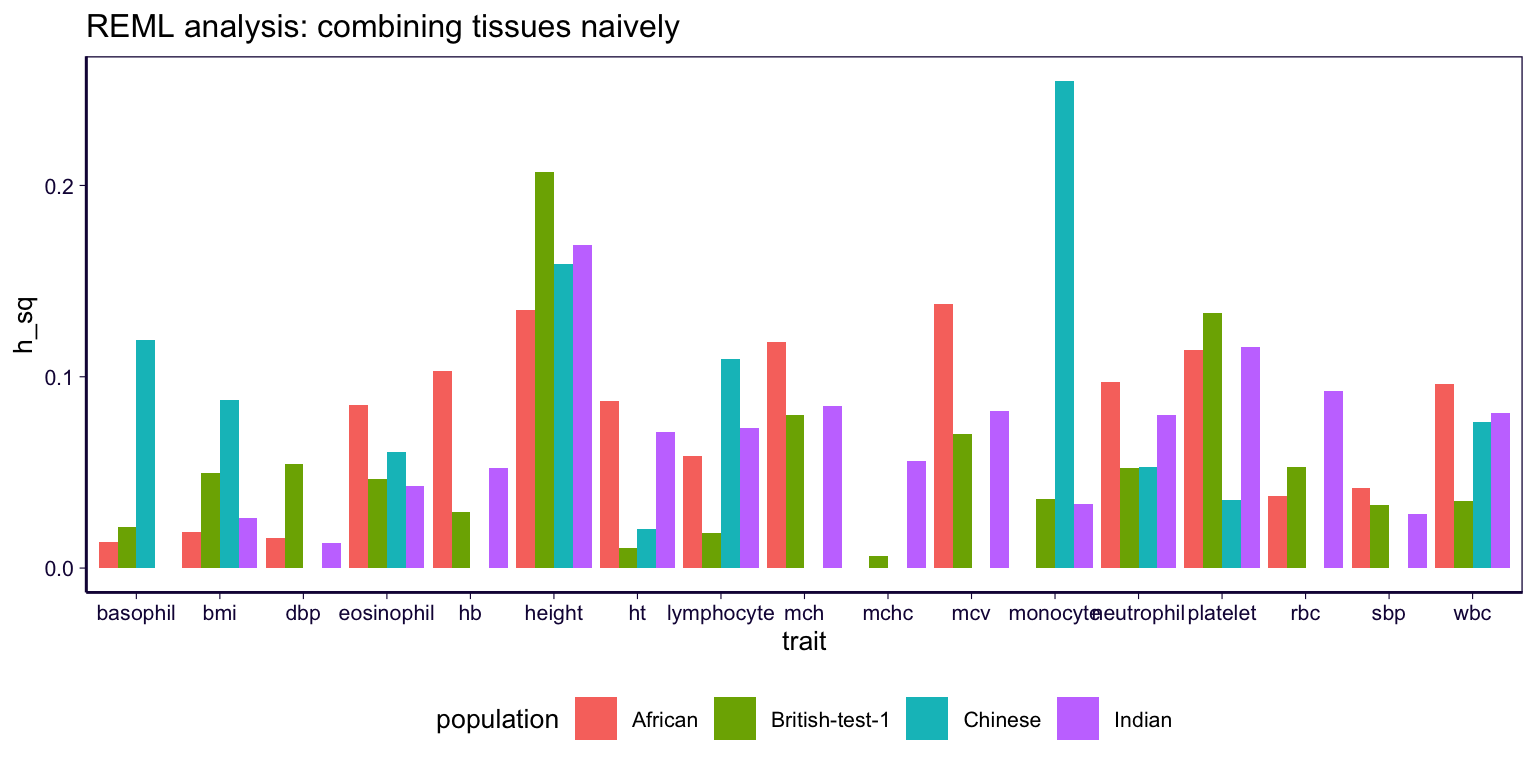 REML analysis: combining tissues naively
h_sq
0.2
0.1
0.0
basophil bmi dbp eosinophil hb height ht lymphocyte mch mchc mcv monocyte neutrophil platelet rbc sbp wbc
trait
population African British-test-1 Chinese Indian